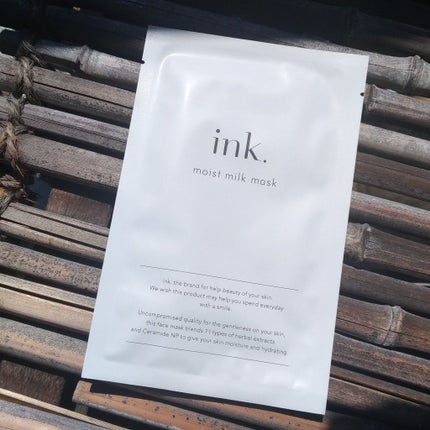 ink.
moist milk mask
ink. the brand for help beauty of your skin.
We wish this product may help you spend everyday
with a smile.
Uncompromised quality for the gentleness on your skin,
this face mask blends 71 types of herbal extracts
and Ceramide NP to give your skin moisture and hydrating.